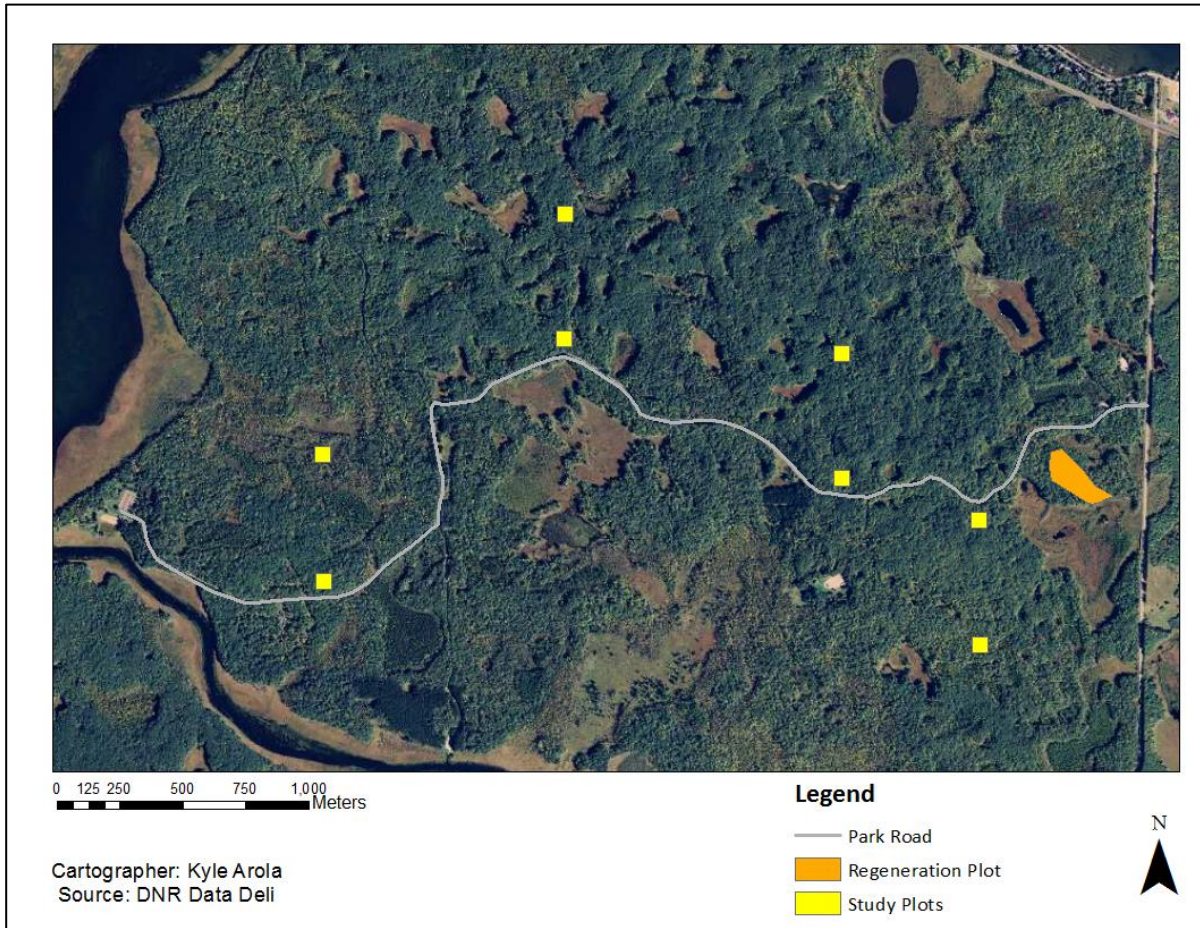 0 125 250 500 750 1,000
Meters
Cartographer: Kyle Arola
Source: DNR Data Deli
Legend
Park Road
Regeneration Plot
Study Plots
N